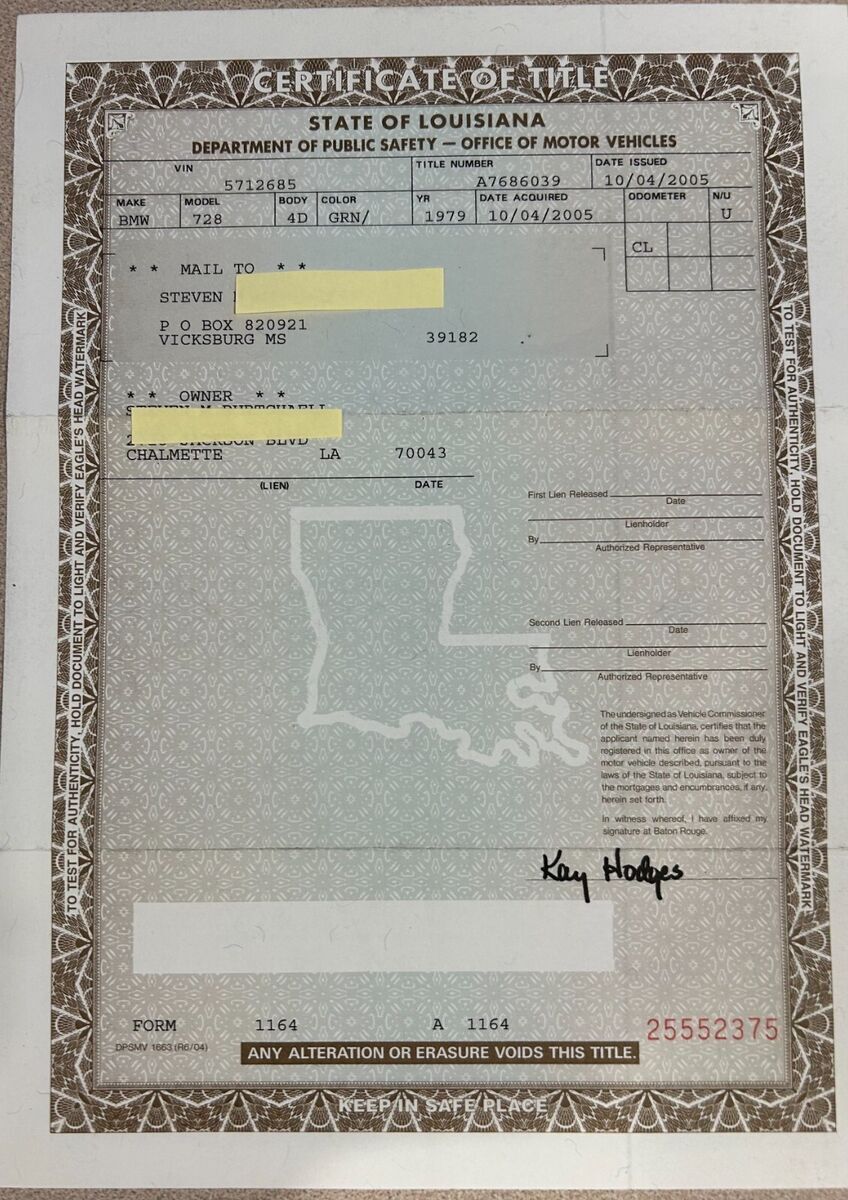 CERTIFICATE OF TITLE
STATE OF LOUISIANA
DEPARTMENT OF PUBLIC SAFETY — OFFICE OF MOTOR VEHICLES
VIN TITLE NUMBER DATE ISSUED
5712685 A7686039 10/04/2005
MAKE MODEL BODY COLOR YR DATE ACQUIRED ODOMETER N/U
BMW 728 4D GRN/ 1979 10/04/2005 U
CL
* * MAIL TO * *
STEVEN
P O BOX 820921
VICKSBURG MS 39182
* * OWNER * *
STEVEN
JACKSON BLVD
CHALMETTE LA 70043
(LIEN) DATE
First Lien Released
Date
Lienholder
By
Authorized Representative
Second Lien Released
Date
Lienholder
By
Authorized Representative
The undersigned as Vehicle Commissioner
of the State of Louisiana, certifies that the
applicant named herein has been duly
registered in this office as owner of the
motor vehicle described, pursuant to the
laws of the State of Louisiana, subject to
the mortgages and encumbrances, if any,
herein set forth.
In witness whereof, I have affixed my
signature at Baton Rouge.
Kay Hodges
FORM 1164 A 1164
25552375
DPSMV 1663 (R6/04)
ANY ALTERATION OR ERASURE VOIDS THIS TITLE.
KEEP IN SAFE PLACE
TO TEST FOR AUTHENTICITY, HOLD DOCUMENT TO LIGHT AND VERIFY EAGLE'S HEAD WATERMARK
TO TEST FOR AUTHENTICITY, HOLD DOCUMENT TO LIGHT AND VERIFY EAGLE'S HEAD WATERMARK